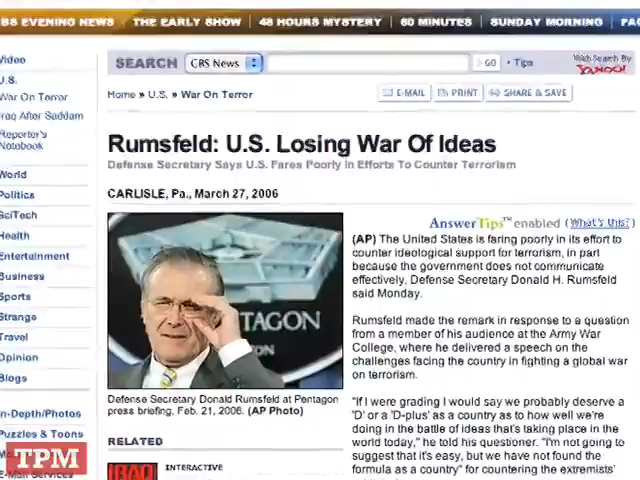 BS EVENING NEWS THE EARLY SHOW 48 HOURS MYSTERY 60 MINUTES SUNDAY MORNING
SEARCH CBS News GO • Tips Web Search By
YAHOO!
Video
U.S.
War On Terror
Iraq After Saddam
Reporter's
Notebook
World
Politics
SciTech
Health
Entertainment
Business
Sports
Strange
Travel
Opinion
Blogs
In-Depth/Photos
Puzzles & Toons
E-Mail Services
TPM
Home » U.S. » War On Terror E-MAIL PRINT SHARE & SAVE
Rumsfeld: U.S. Losing War Of Ideas
Defense Secretary Says U.S. Fares Poorly In Efforts To Counter Terrorism
CARLISLE, Pa., March 27, 2006
TAGON
Defense Secretary Donald Rumsfeld at Pentagon
press briefing, Feb. 21, 2006. (AP Photo)
RELATED
IRAQ INTERACTIVE
AnswerTips™ enabled (What's this?)
(AP) The United States is faring poorly in its effort to
counter ideological support for terrorism, in part
because the government does not communicate
effectively, Defense Secretary Donald H. Rumsfeld
said Monday.
Rumsfeld made the remark in response to a question
from a member of his audience at the Army War
College, where he delivered a speech on the
challenges facing the country in fighting a global war
on terrorism.
"If I were grading I would say we probably deserve a
'D' or a 'D-plus' as a country as to how well we're
doing in the battle of ideas that's taking place in the
world today," he told his questioner. "I'm not going to
suggest that it's easy, but we have not found the
formula as a country" for countering the extremists'